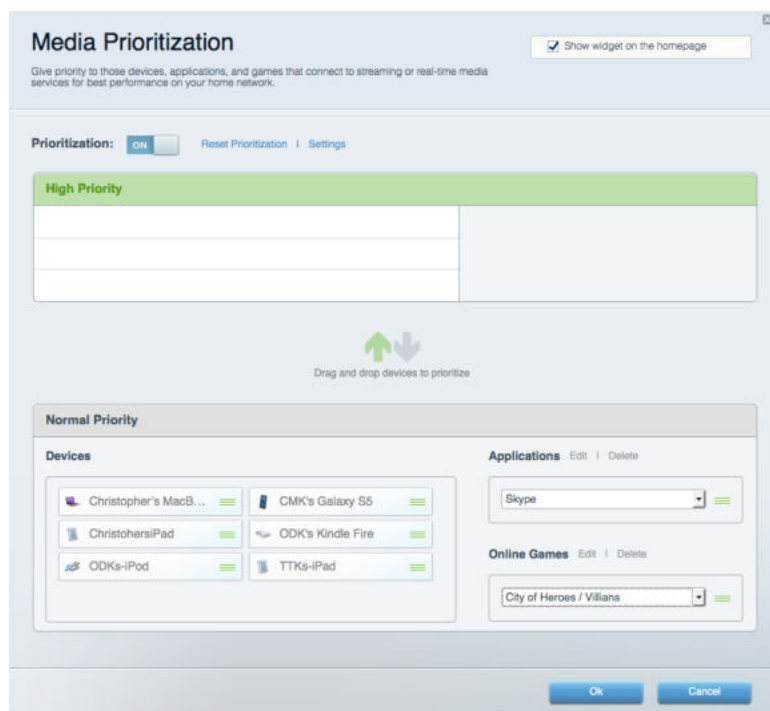 Media Prioritization
Show widget on the homepage
Give priority to those devices, applications, and games that connect to streaming or real-time media
services for best performance on your home network.
Prioritization: ON Reset Prioritization | Settings
High Priority
Drag and drop devices to prioritize
Normal Priority
Devices
Christopher's MacB...
CMK's Galaxy S5
ChristohersiPad
ODK's Kindle Fire
ODKs-iPod
TTKs-iPad
Applications Edit | Delete
Skype
Online Games Edit | Delete
City of Heroes / Villians
Ok
Cancel